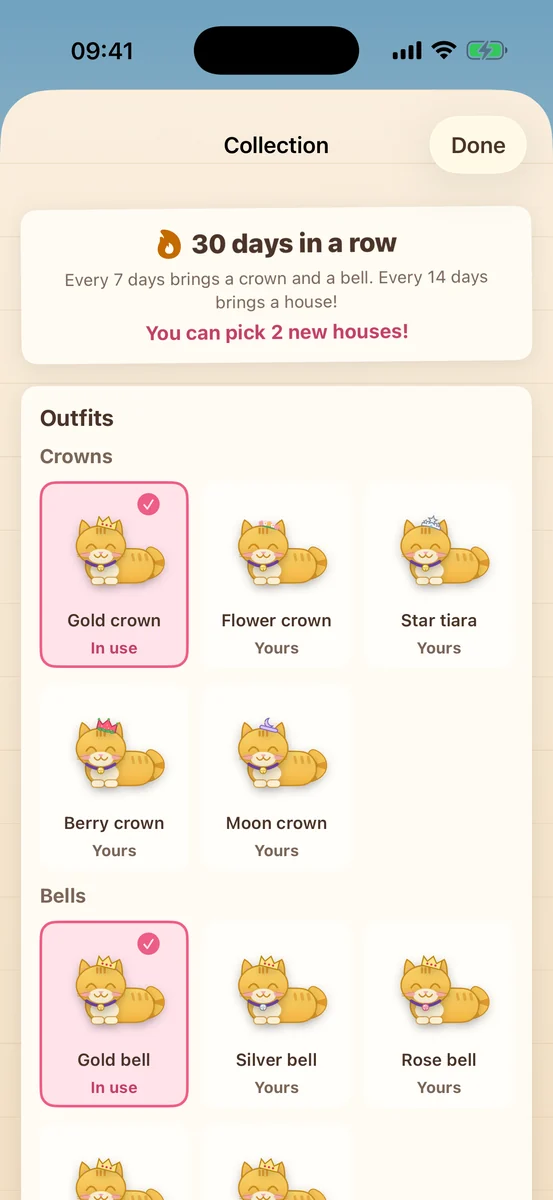 09:41
Collection
Done
30 days in a row
Every 7 days brings a crown and a bell. Every 14 days
brings a house!
You can pick 2 new houses!
Outfits
Crowns
Gold crown
In use
Flower crown
Yours
Star tiara
Yours
Berry crown
Yours
Moon crown
Yours
Bells
Gold bell
In use
Silver bell
Yours
Rose bell
Yours